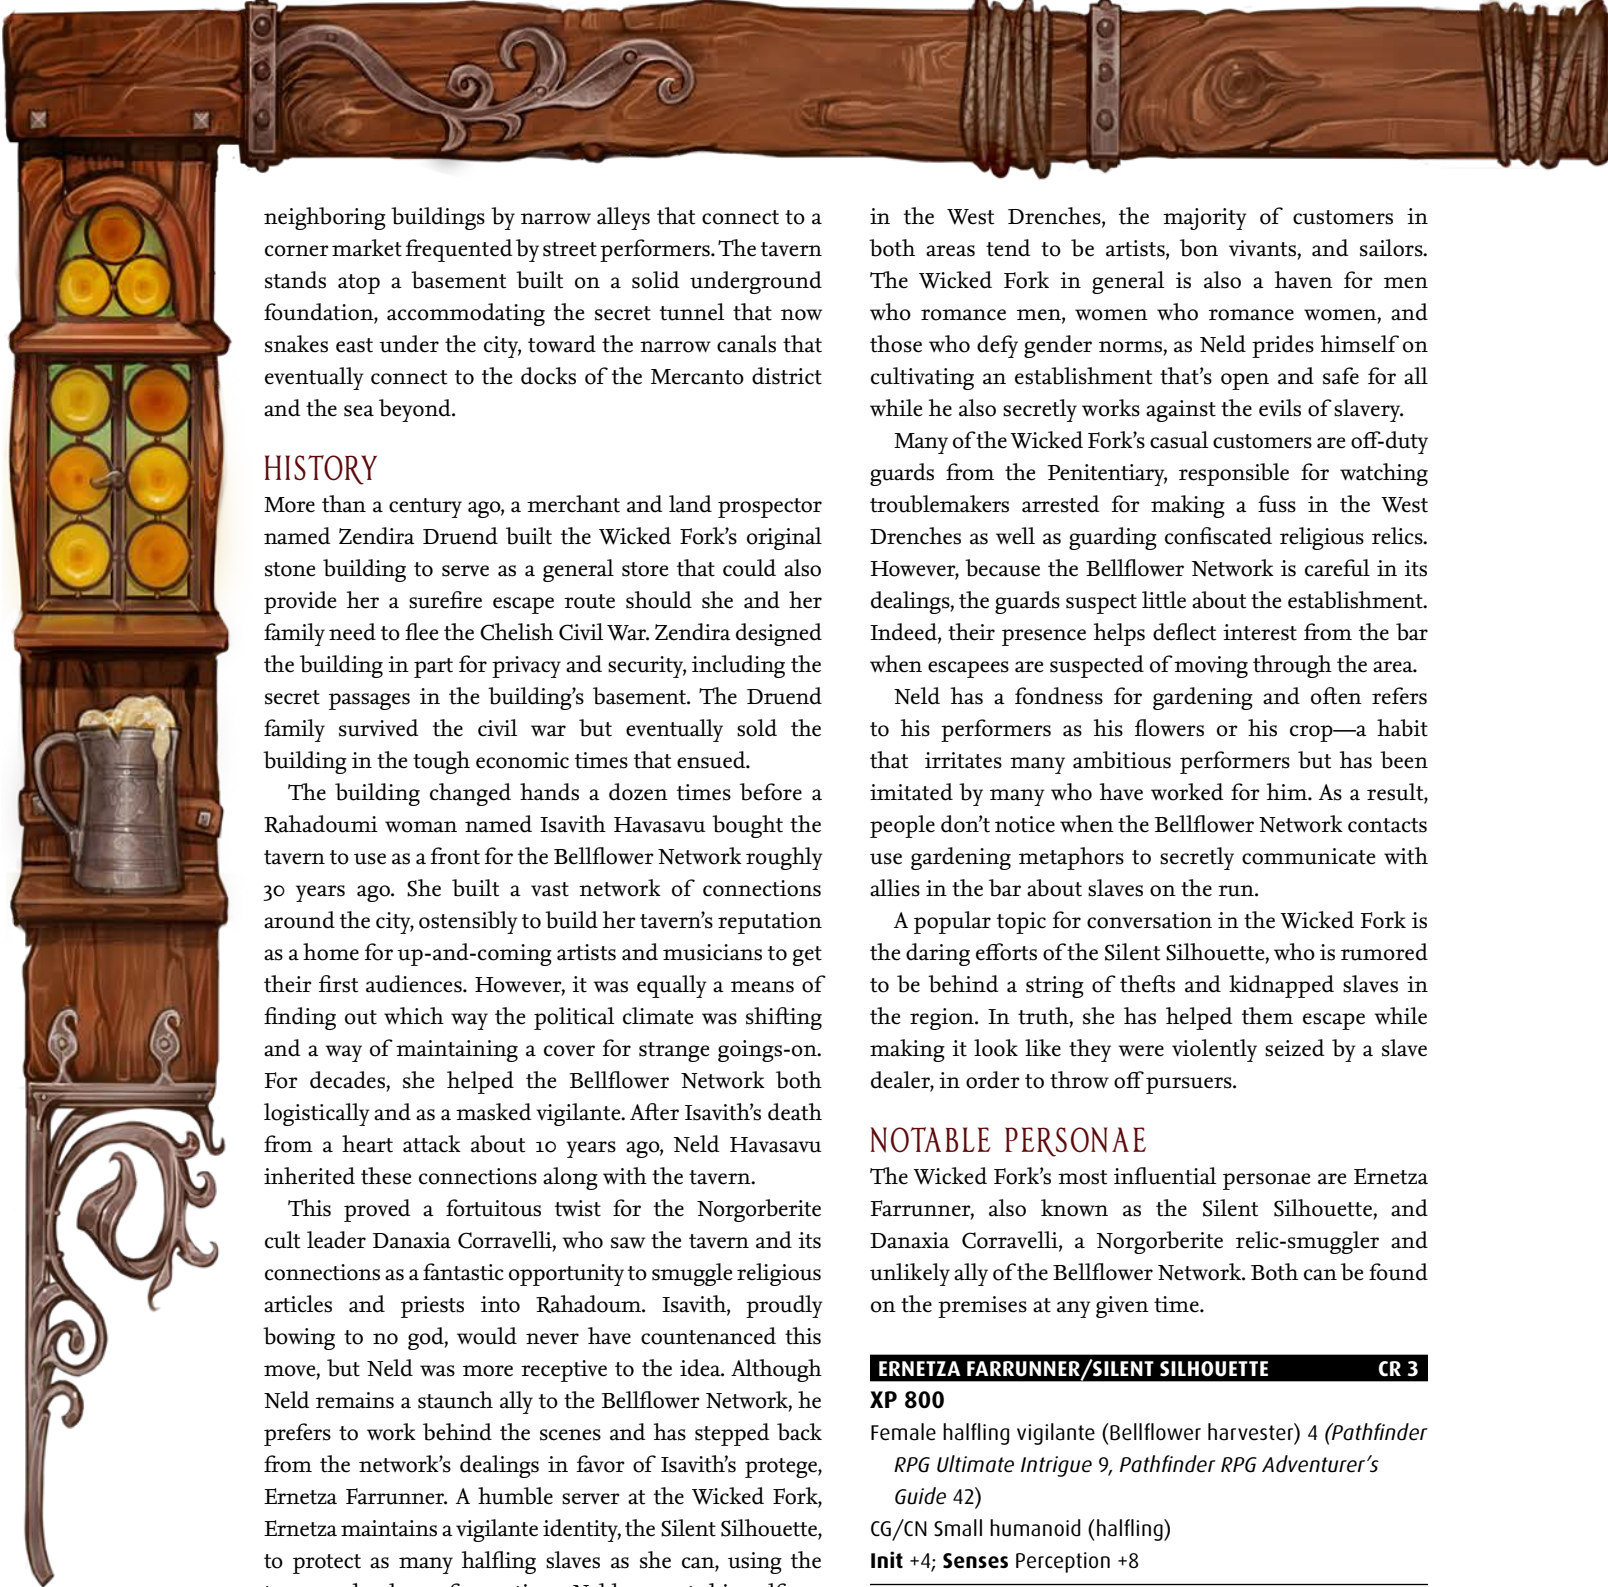 neighboring buildings by narrow alleys that connect to a
corner market frequented by street performers. The tavern
stands atop a basement built on a solid underground
foundation, accommodating the secret tunnel that now
snakes east under the city, toward the narrow canals that
eventually connect to the docks of the Mercanto district
and the sea beyond.
HISTORY
More than a century ago, a merchant and land prospector
named Zendira Druend built the Wicked Fork's original
stone building to serve as a general store that could also
provide her a surefire escape route should she and her
family need to flee the Chelish Civil War. Zendira designed
the building in part for privacy and security, including the
secret passages in the building's basement. The Druend
family survived the civil war but eventually sold the
building in the tough economic times that ensued.
The building changed hands a dozen times before a
Rahadoumi woman named Isavith Havasavu bought the
tavern to use as a front for the Bellflower Network roughly
30 years ago. She built a vast network of connections
around the city, ostensibly to build her tavern's reputation
as a home for up-and-coming artists and musicians to get
their first audiences. However, it was equally a means of
finding out which way the political climate was shifting
and a way of maintaining a cover for strange goings-on.
For decades, she helped the Bellflower Network both
logistically and as a masked vigilante. After Isavith's death
from a heart attack about 10 years ago, Neld Havasavu
inherited these connections along with the tavern.
This proved a fortuitous twist for the Norgorberite
cult leader Danaxia Corravelli, who saw the tavern and its
connections as a fantastic opportunity to smuggle religious
articles and priests into Rahadoum. Isavith, proudly
bowing to no god, would never have countenanced this
move, but Neld was more receptive to the idea. Although
Neld remains a staunch ally to the Bellflower Network, he
prefers to work behind the scenes and has stepped back
from the network's dealings in favor of Isavith's protege,
Ernetza Farrunner. A humble server at the Wicked Fork,
Ernetza maintains a vigilante identity, the Silent Silhouette,
to protect as many halfling slaves as she can, using the
in the West Drenches, the majority of customers in
both areas tend to be artists, bon vivants, and sailors.
The Wicked Fork in general is also a haven for men
who romance men, women who romance women, and
those who defy gender norms, as Neld prides himself on
cultivating an establishment that's open and safe for all
while he also secretly works against the evils of slavery.
Many of the Wicked Fork's casual customers are off-duty
guards from the Penitentiary, responsible for watching
troublemakers arrested for making a fuss in the West
Drenches as well as guarding confiscated religious relics.
However, because the Bellflower Network is careful in its
dealings, the guards suspect little about the establishment.
Indeed, their presence helps deflect interest from the bar
when escapees are suspected of moving through the area.
Neld has a fondness for gardening and often refers
to his performers as his flowers or his crop—a habit
that irritates many ambitious performers but has been
imitated by many who have worked for him. As a result,
people don't notice when the Bellflower Network contacts
use gardening metaphors to secretly communicate with
allies in the bar about slaves on the run.
A popular topic for conversation in the Wicked Fork is
the daring efforts of the Silent Silhouette, who is rumored
to be behind a string of thefts and kidnapped slaves in
the region. In truth, she has helped them escape while
making it look like they were violently seized by a slave
dealer, in order to throw off pursuers.
NOTABLE PERSONAE
The Wicked Fork's most influential personae are Ernetza
Farrunner, also known as the Silent Silhouette, and
Danaxia Corravelli, a Norgorberite relic-smuggler and
unlikely ally of the Bellflower Network. Both can be found
on the premises at any given time.
ERNETZA FARRUNNER/SILENT SILHOUETTE CR 3
XP 800
Female halfling vigilante (Bellflower harvester) 4 (Pathfinder
RPG Ultimate Intrigue 9, Pathfinder RPG Adventurer's
Guide 42)
CG/CN Small humanoid (halfling)
Init +4; Senses Perception +8